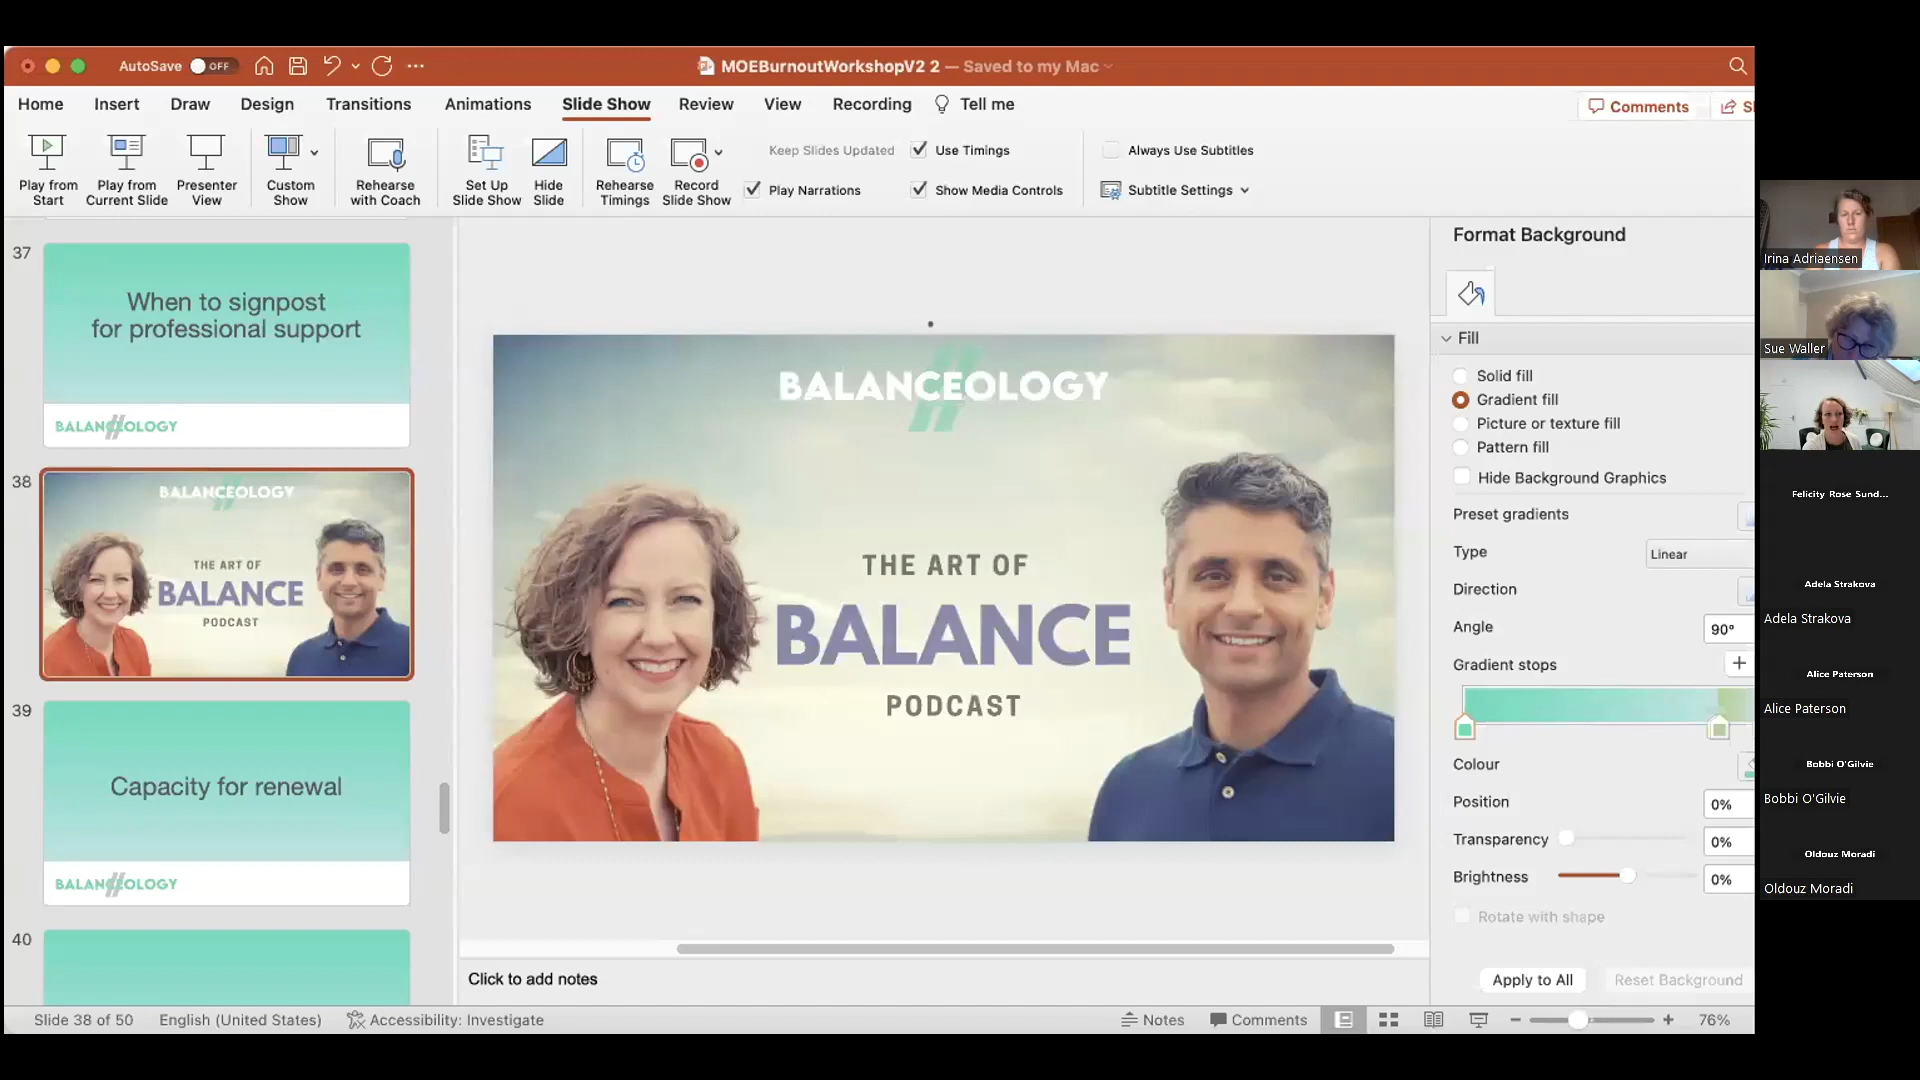 AutoSave OFF
MOEBurnoutWorkshopV2 2 — Saved to my Mac
Home Insert Draw Design Transitions Animations Slide Show Review View Recording Tell me
Comments
Play from Start
Play from Current Slide
Presenter View
Custom Show
Rehearse with Coach
Set Up Slide Show
Hide Slide
Rehearse Timings
Record Slide Show
Keep Slides Updated
Use Timings
Play Narrations
Show Media Controls
Always Use Subtitles
Subtitle Settings
37
When to signpost
for professional support
BALANCEOLOGY
38
BALANCEOLOGY
THE ART OF
BALANCE
PODCAST
39
Capacity for renewal
BALANCEOLOGY
40
BALANCEOLOGY
THE ART OF
BALANCE
PODCAST
Click to add notes
Format Background
Fill
Solid fill
Gradient fill
Picture or texture fill
Pattern fill
Hide Background Graphics
Preset gradients
Type Linear
Direction
Angle 90°
Gradient stops
Colour
Position 0%
Transparency 0%
Brightness 0%
Rotate with shape
Apply to All Reset Background
Slide 38 of 50 English (United States) Accessibility: Investigate Notes Comments 76%
Irina Adriaensen
Sue Waller
Felicity Rose Sund...
Adela Strakova
Adela Strakova
Alice Paterson
Alice Paterson
Bobbi O'Gilvie
Bobbi O'Gilvie
Oldouz Moradi
Oldouz Moradi